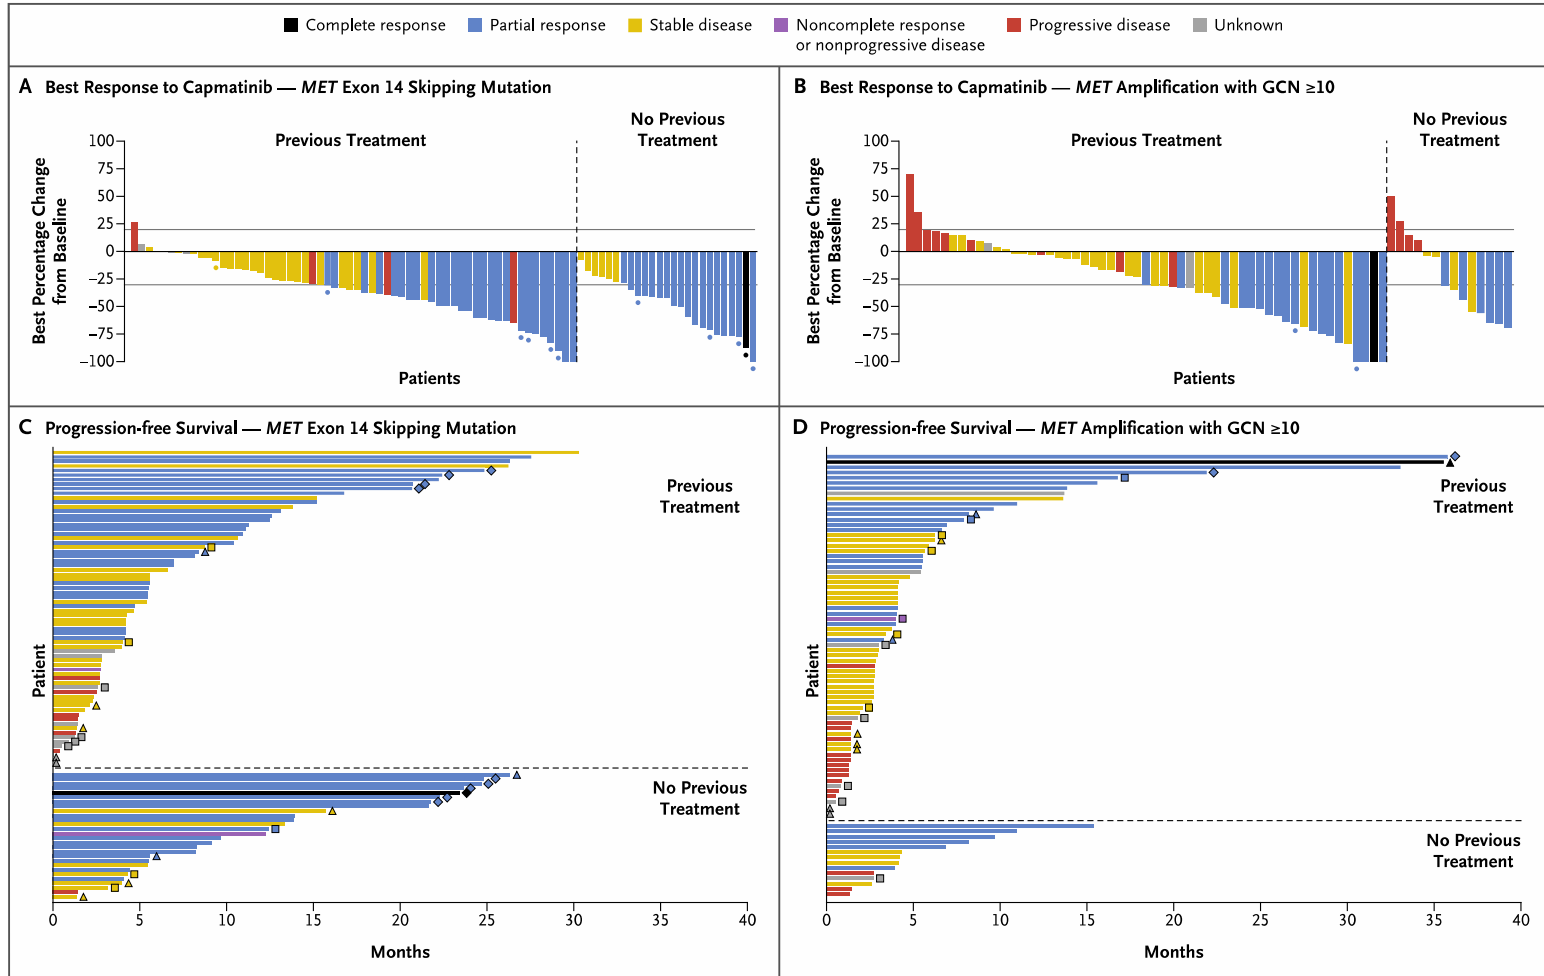 Complete response
Partial response
Stable disease
Noncomplete response
or nonprogressive disease
Progressive disease
Unknown
A Best Response to Capmatinib — MET Exon 14 Skipping Mutation
Previous Treatment
No Previous
Treatment
Best Percentage Change
from Baseline
100
75
50
25
0
−25
−50
−75
−100
Patients
B Best Response to Capmatinib — MET Amplification with GCN ≥10
Previous Treatment
No Previous
Treatment
Best Percentage Change
from Baseline
100
75
50
25
0
−25
−50
−75
−100
Patients
C Progression-free Survival — MET Exon 14 Skipping Mutation
Previous
Treatment
Patient
No Previous
Treatment
0 5 10 15 20 25 30 35 40
Months
D Progression-free Survival — MET Amplification with GCN ≥10
Previous
Treatment
Patient
No Previous
Treatment
0 5 10 15 20 25 30 35 40
Months